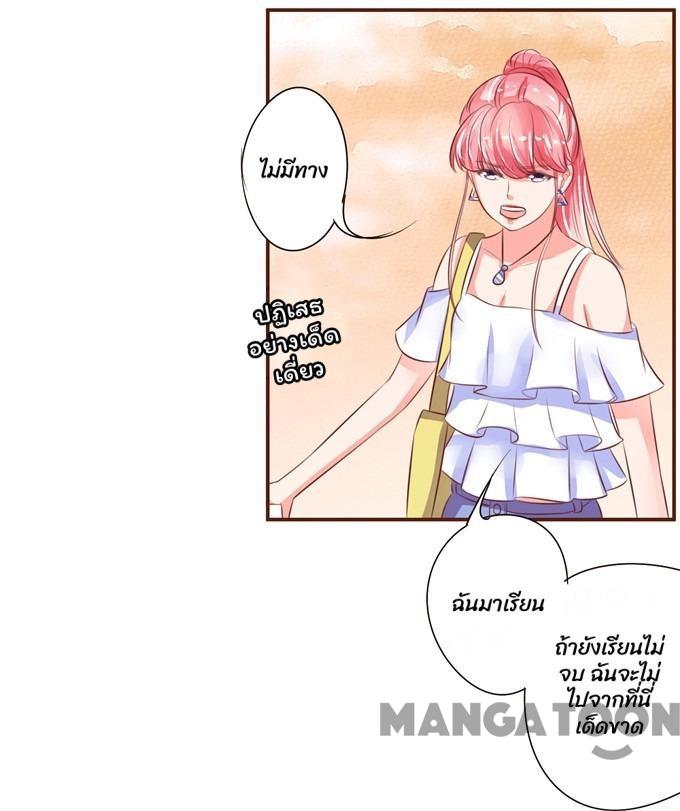 ไม่มีทาง
ปฏิเสธ
อย่างเด็ด
เดี่ยว
ฉันมาเรียน
ถ้ายังเรียนไม่
จบ ฉันจะไม่
ไปจากที่นี่
เด็ดขาด
MANGATOON